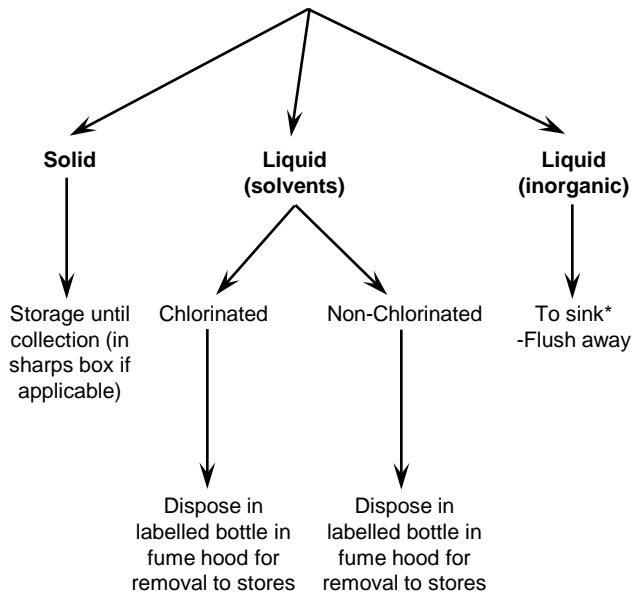 Solid
Liquid
(solvents)
Liquid
(inorganic)
Storage until
collection (in
sharps box if
applicable)
Chlorinated
Non-Chlorinated
To sink*
-Flush away
Dispose in
labelled bottle in
fume hood for
removal to stores
Dispose in
labelled bottle in
fume hood for
removal to stores